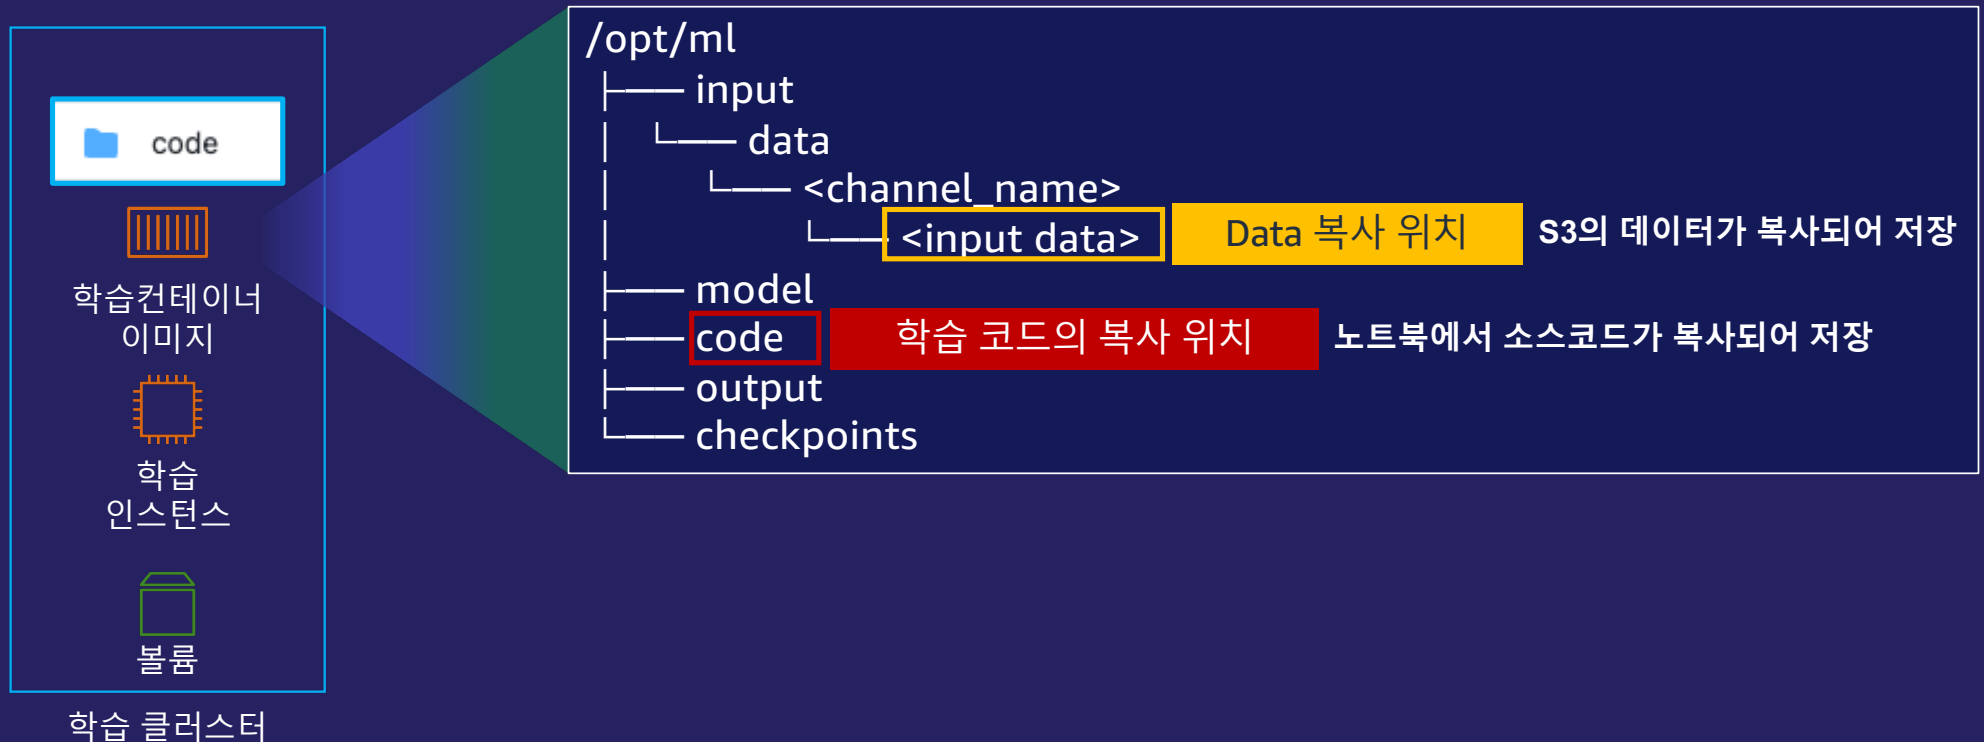 code
학습컨테이너
이미지
학습
인스턴스
볼륨
학습 클러스터
/opt/ml
├── input
│ └── data
│ └── <channel_name>
│ └── <input data> Data 복사 위치 S3의 데이터가 복사되어 저장
├── model
├── code 학습 코드의 복사 위치 노트북에서 소스코드가 복사되어 저장
├── output
└── checkpoints